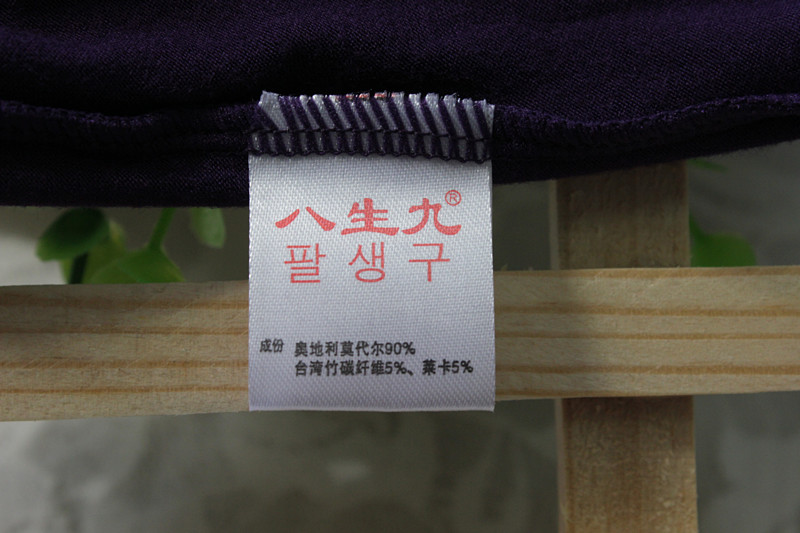 八生九®
팔생구
成份 奥地利莫代尔90%
台湾竹碳纤维5%、莱卡5%